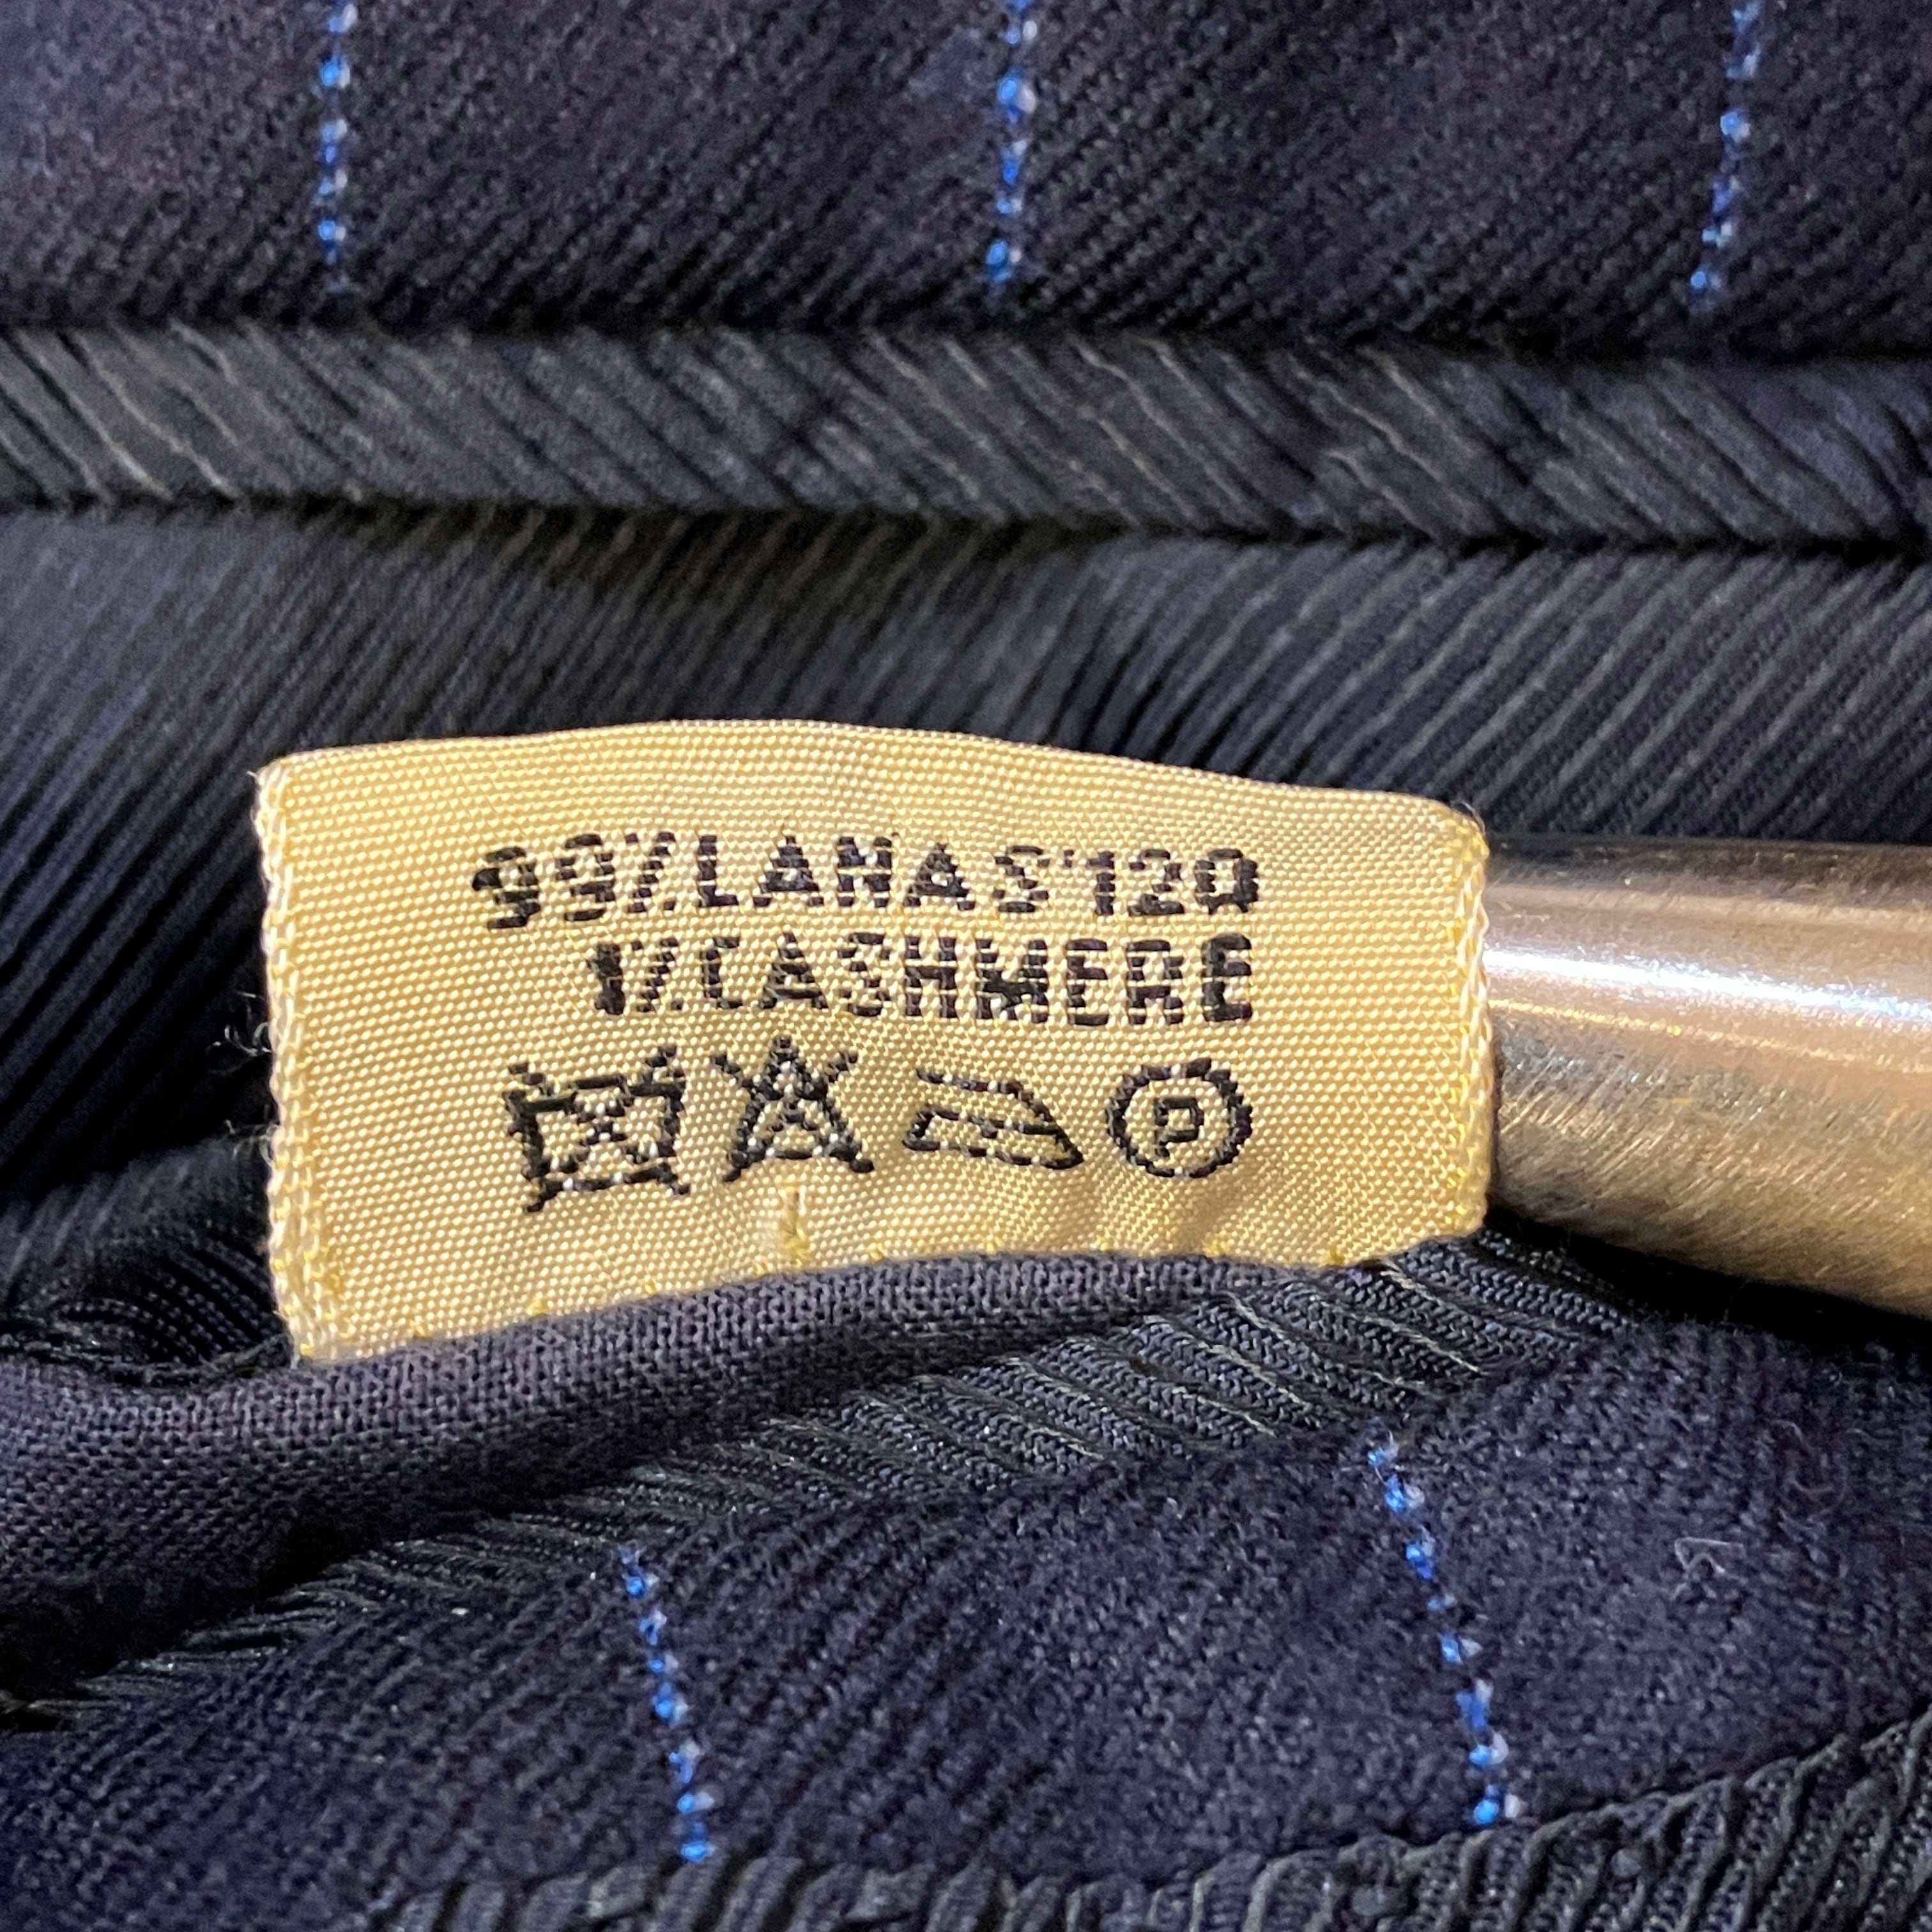 99% LANA S'120
1% CASHMERE
P